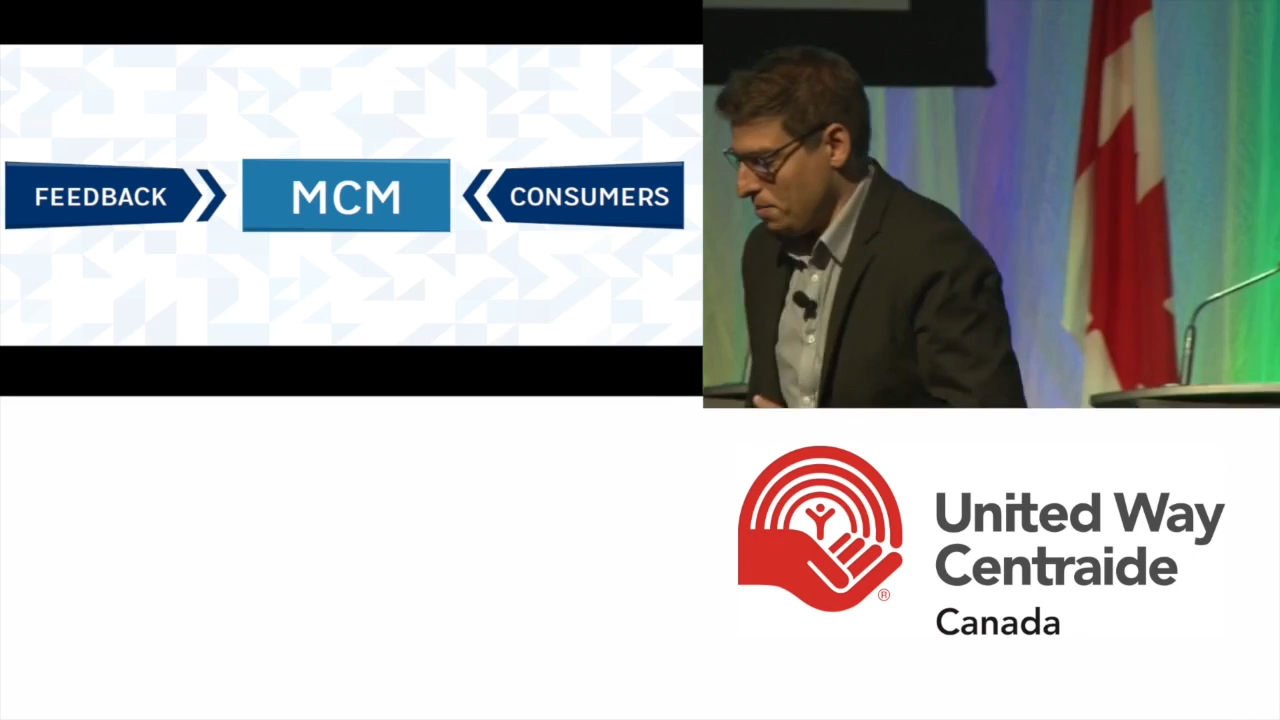 FEEDBACK
MCM
CONSUMERS
United Way
Centraide
Canada
®